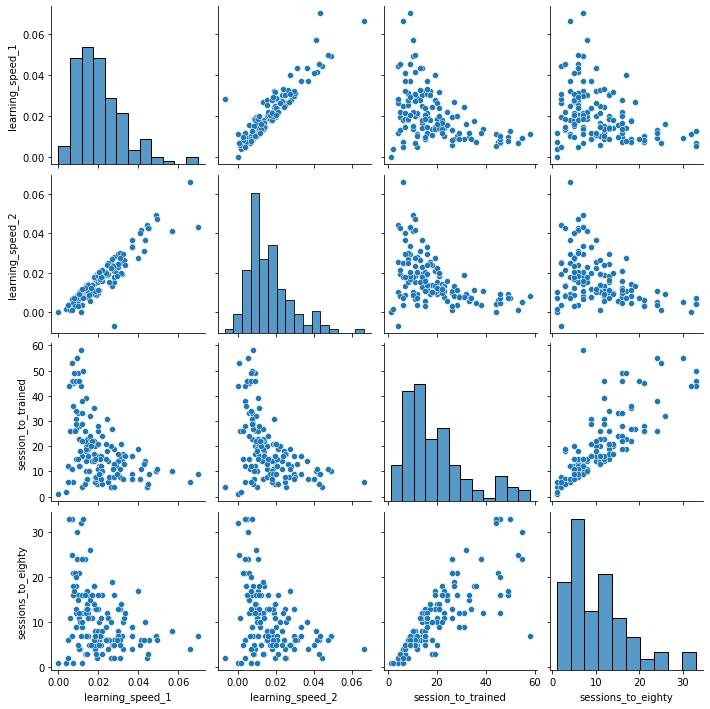 learning_speed_1
0.06
0.04
0.02
0.00
learning_speed_2
0.06
0.04
0.02
0.00
session_to_trained
60
50
40
30
20
10
0
sessions_to_eighty
30
20
10
0
0.00 0.02 0.04 0.06
0.00 0.02 0.04 0.06
0 20 40 60
0 10 20 30
learning_speed_1 learning_speed_2 session_to_trained sessions_to_eighty